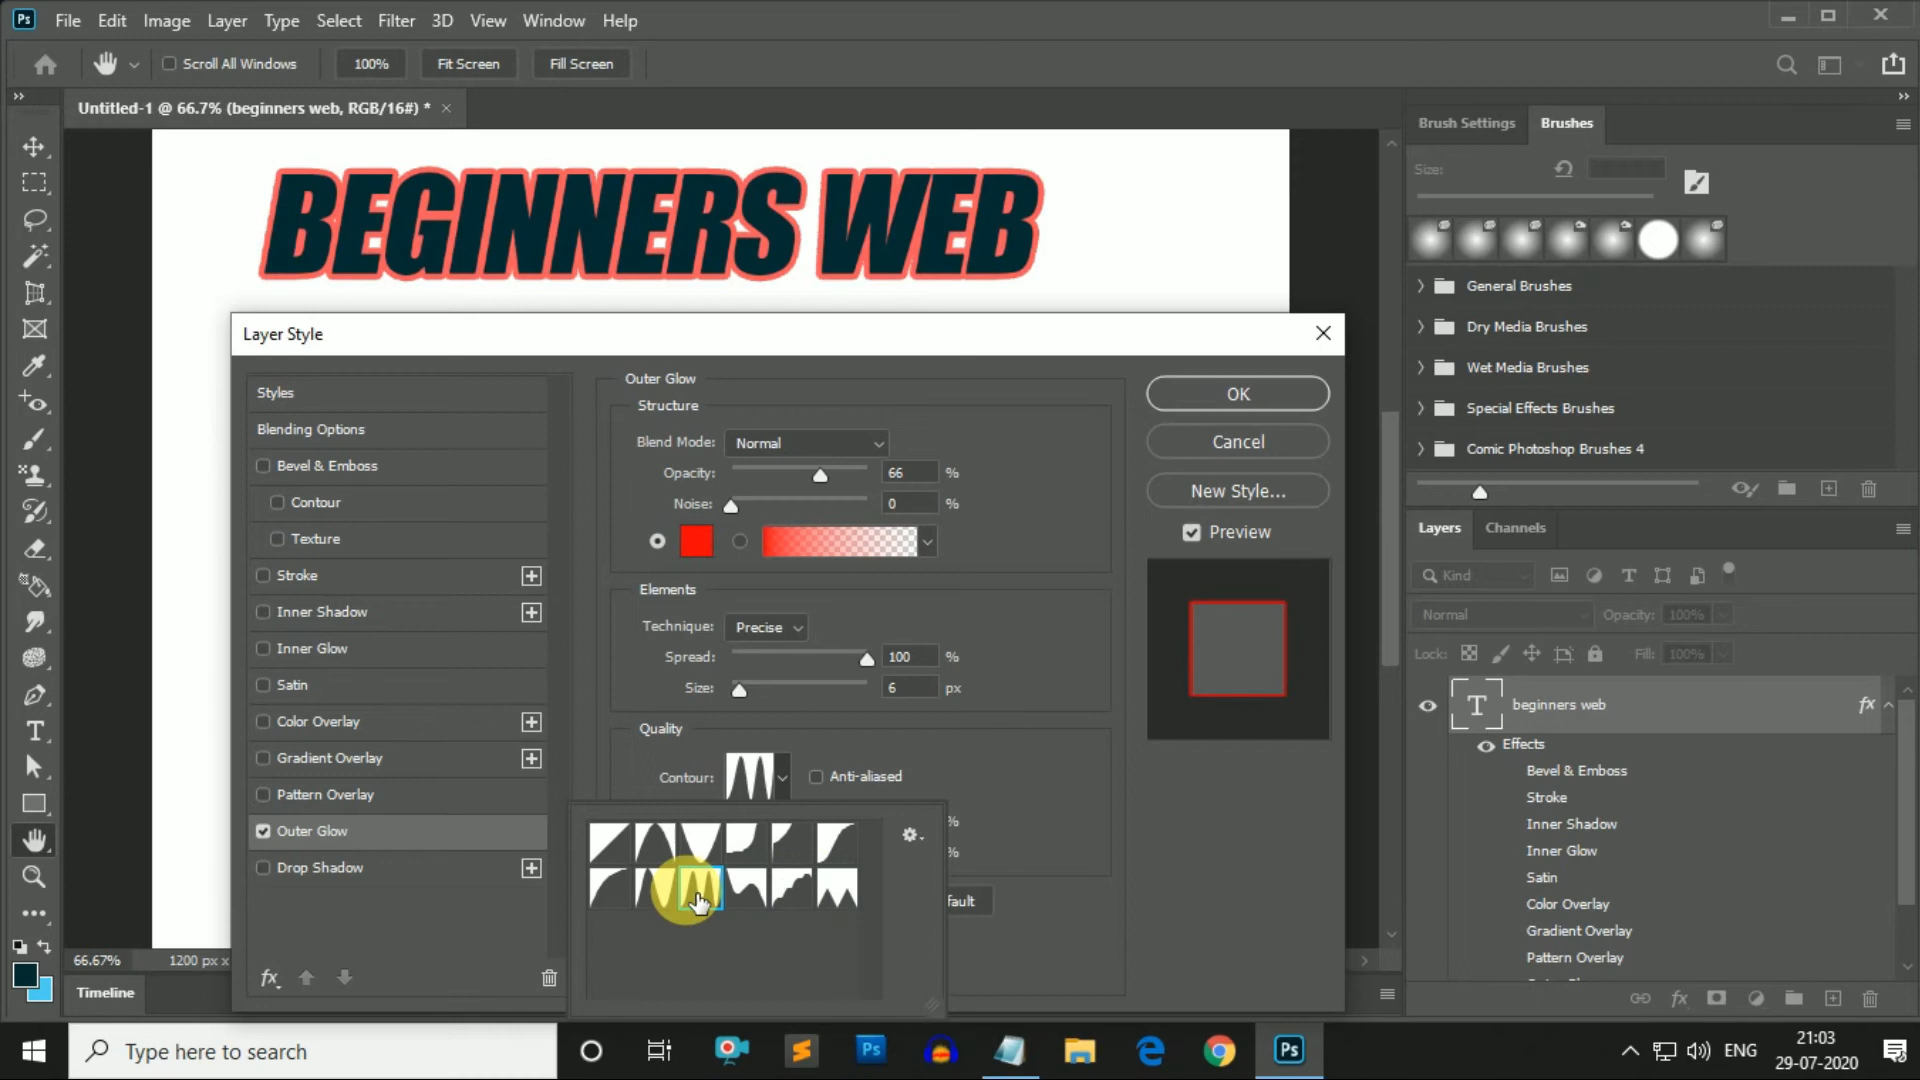 Ps File Edit Image Layer Type Select Filter 3D View Window Help
Scroll All Windows 100% Fit Screen Fill Screen
Untitled-1 @ 66.7% (beginners web, RGB/16#) *
BEGINNERS WEB
Layer Style
Styles
Blending Options
Bevel & Emboss
Contour
Texture
Stroke
Inner Shadow
Inner Glow
Satin
Color Overlay
Gradient Overlay
Pattern Overlay
Outer Glow
Drop Shadow
fx
Outer Glow
Structure
Blend Mode: Normal
Opacity: 66 %
Noise: 0 %
Elements
Technique: Precise
Spread: 100 %
Size: 6 px
Quality
Contour: Anti-aliased
%
%
fault
OK
Cancel
New Style...
Preview
Brush Settings Brushes
Size:
General Brushes
Dry Media Brushes
Wet Media Brushes
Special Effects Brushes
Comic Photoshop Brushes 4
Layers Channels
Kind
Normal Opacity: 100%
Lock: Fill: 100%
T beginners web fx
Effects
Bevel & Emboss
Stroke
Inner Shadow
Inner Glow
Satin
Color Overlay
Gradient Overlay
Pattern Overlay
fx
66.67% 1200 px x
Timeline
Type here to search
Ps
Ps
ENG
21:03
29-07-2020